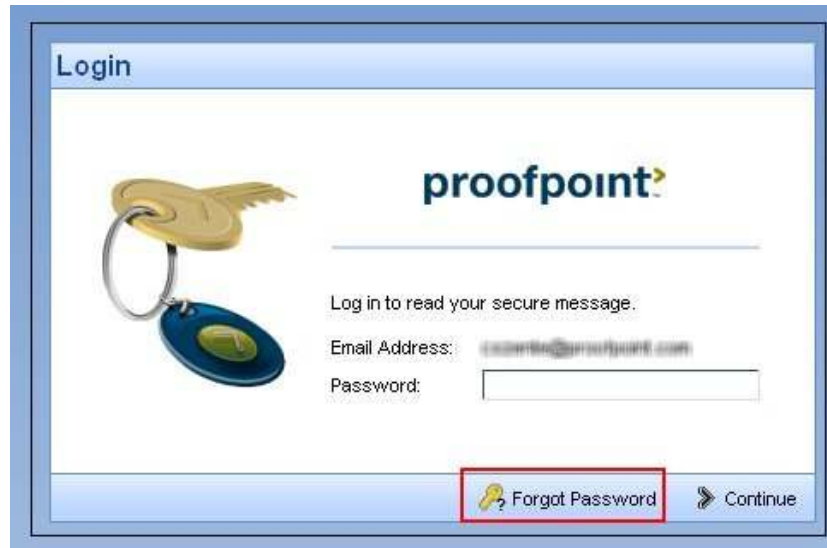 Login
proofpoint
Log in to read your secure message.
Email Address:
Password:
Forgot Password
Continue